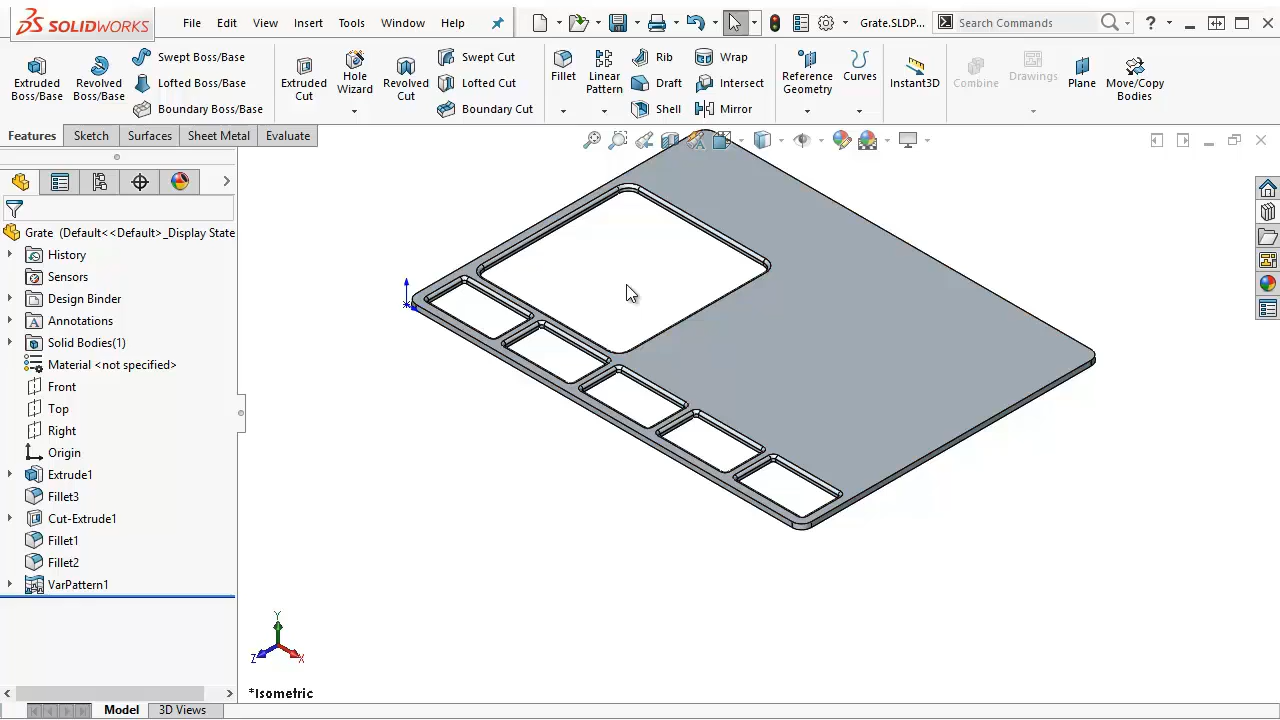 SOLIDWORKS
File Edit View Insert Tools Window Help
Grate.SLDP...
Search Commands
Extruded Boss/Base
Revolved Boss/Base
Swept Boss/Base
Lofted Boss/Base
Boundary Boss/Base
Extruded Cut
Hole Wizard
Revolved Cut
Swept Cut
Lofted Cut
Boundary Cut
Fillet
Linear Pattern
Rib
Draft
Shell
Wrap
Intersect
Mirror
Reference Geometry
Curves
Instant3D
Combine
Drawings
Plane
Move/Copy Bodies
Features Sketch Surfaces Sheet Metal Evaluate
Grate (Default<<Default>_Display State
History
Sensors
Design Binder
Annotations
Solid Bodies(1)
Material <not specified>
Front
Top
Right
Origin
Extrude1
Fillet3
Cut-Extrude1
Fillet1
Fillet2
VarPattern1
Y
Z X
*Isometric
Model 3D Views